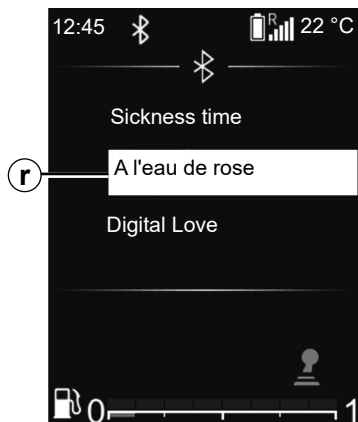 12:45 R 22 °C
Sickness time
r A l'eau de rose
Digital Love
0 1